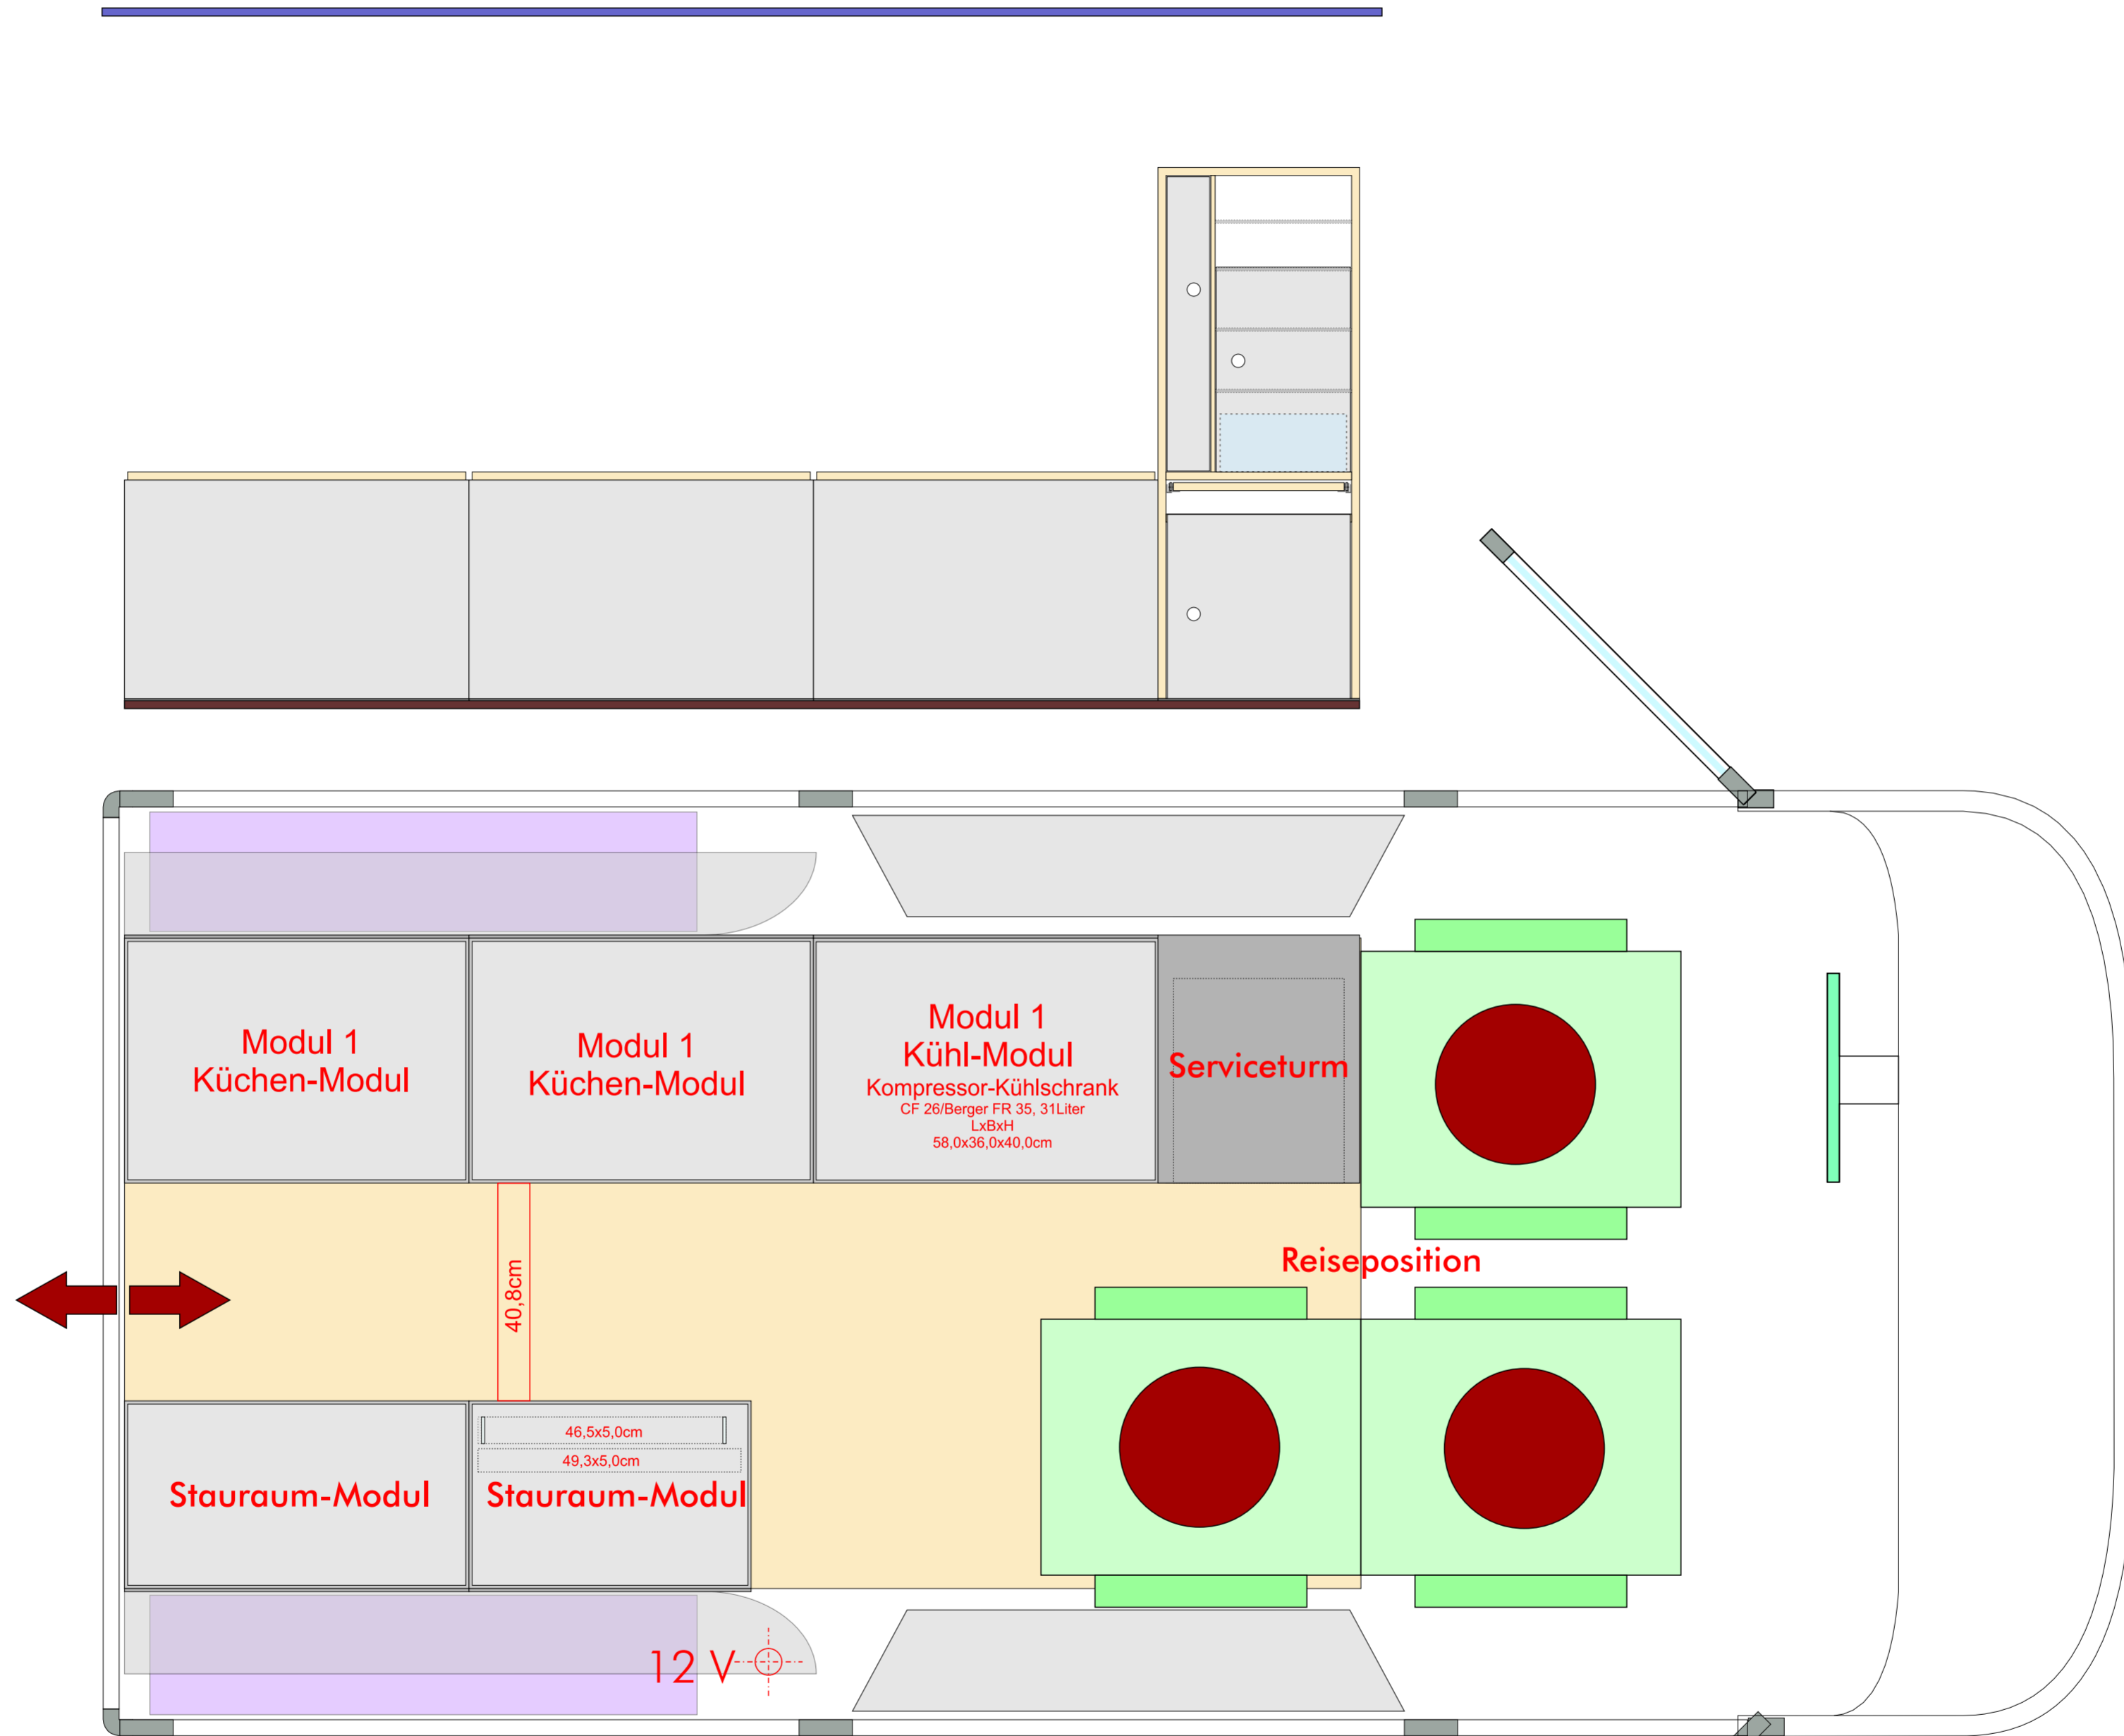 Modul 1
Küchen-Modul
Modul 1
Küchen-Modul
Modul 1
Kühl-Modul
Kompressor-Kühlschrank
CF 26/Berger FR 35, 31Liter
LxBxH
58,0x36,0x40,0cm
Serviceturm
Reiseposition
40,8cm
46,5x5,0cm
49,3x5,0cm
Stauraum-Modul
Stauraum-Modul
12 V